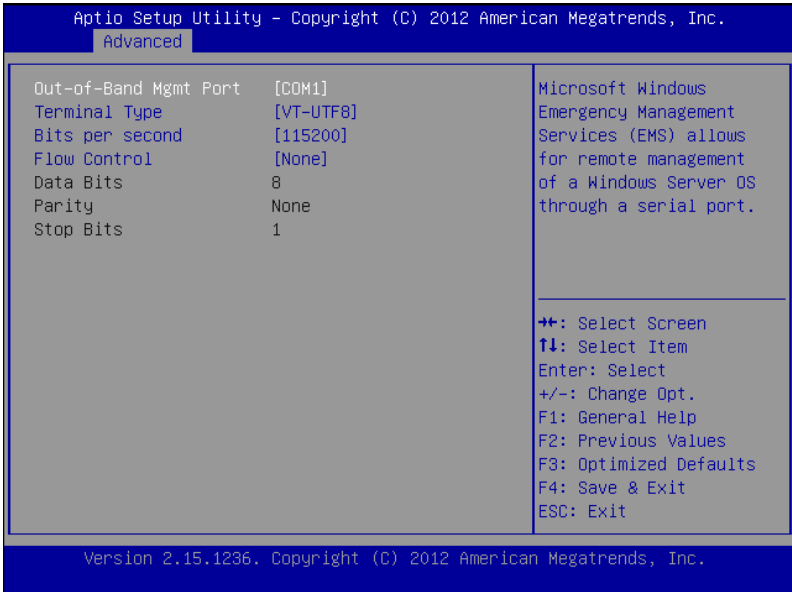 Aptio Setup Utility – Copyright (C) 2012 American Megatrends, Inc.
Advanced
Out-of-Band Mgmt Port [COM1]
Terminal Type [VT-UTF8]
Bits per second [115200]
Flow Control [None]
Data Bits 8
Parity None
Stop Bits 1
Microsoft Windows
Emergency Management
Services (EMS) allows
for remote management
of a Windows Server OS
through a serial port.
→←: Select Screen
↑↓: Select Item
Enter: Select
+/-: Change Opt.
F1: General Help
F2: Previous Values
F3: Optimized Defaults
F4: Save & Exit
ESC: Exit
Version 2.15.1236. Copyright (C) 2012 American Megatrends, Inc.